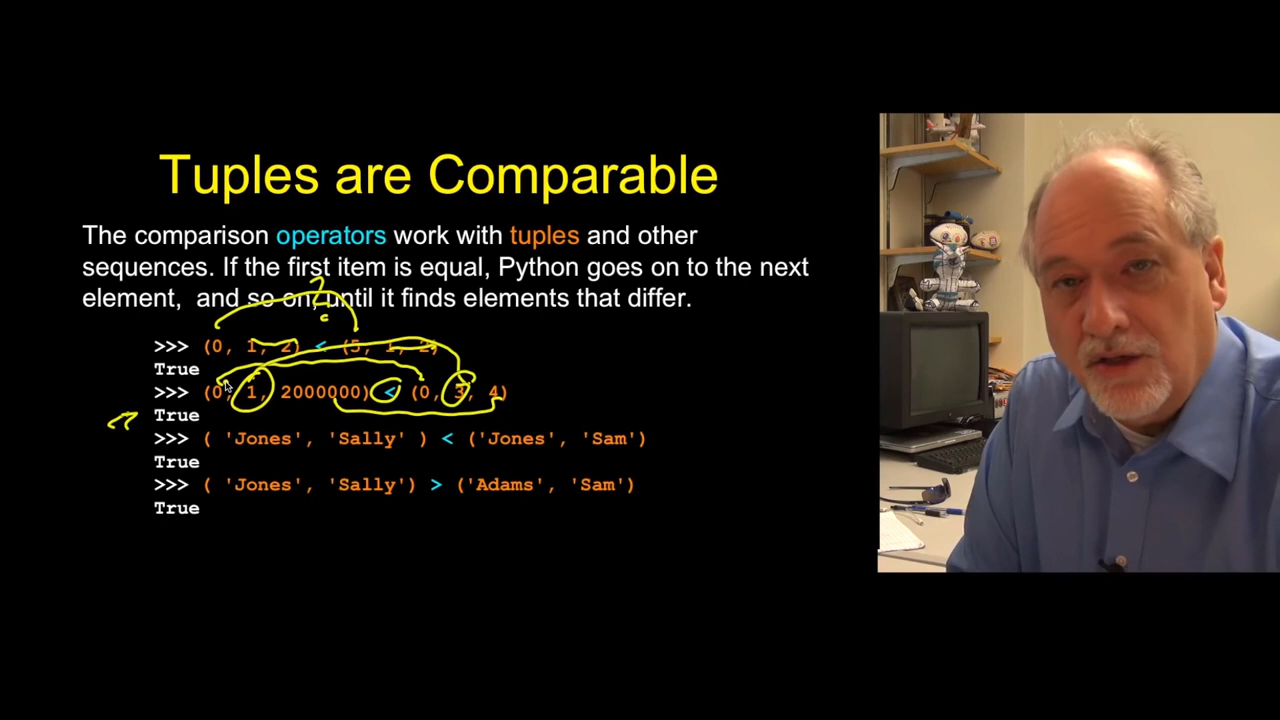 Tuples are Comparable
The comparison operators work with tuples and other
sequences. If the first item is equal, Python goes on to the next
element, and so on, until it finds elements that differ.
>>> (0, 1, 2) < (5, 1, 2)
True
>>> (0, 1, 2000000) < (0, 3, 4)
True
>>> ( 'Jones', 'Sally' ) < ('Jones', 'Sam')
True
>>> ( 'Jones', 'Sally') > ('Adams', 'Sam')
True